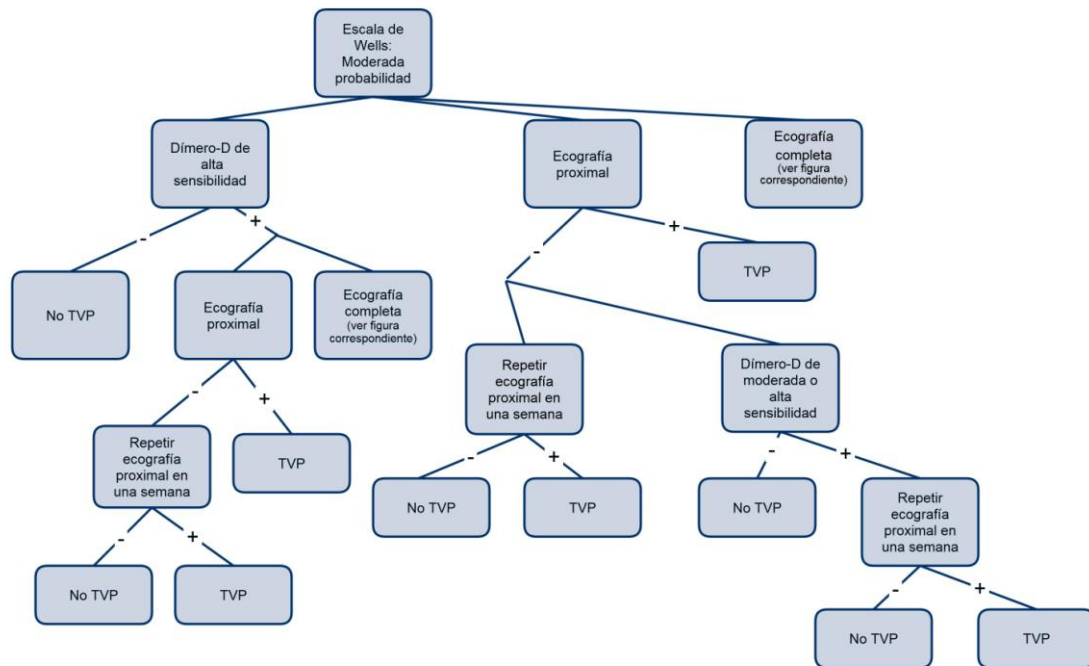 Escala de
Wells:
Moderada
probabilidad
Dímero-D de
alta
sensibilidad
Ecografía
proximal
Ecografía
completa
(ver figura
correspondiente)
-
+
-
+
No TVP
Ecografía
proximal
Ecografía
completa
(ver figura
correspondiente)
TVP
-
+
Repetir
ecografía
proximal en
una semana
TVP
Repetir
ecografía
proximal en
una semana
Dímero-D de
moderada o
alta
sensibilidad
-
+
-
+
-
+
No TVP
TVP
No TVP
TVP
No TVP
Repetir
ecografía
proximal en
una semana
-
+
No TVP
TVP